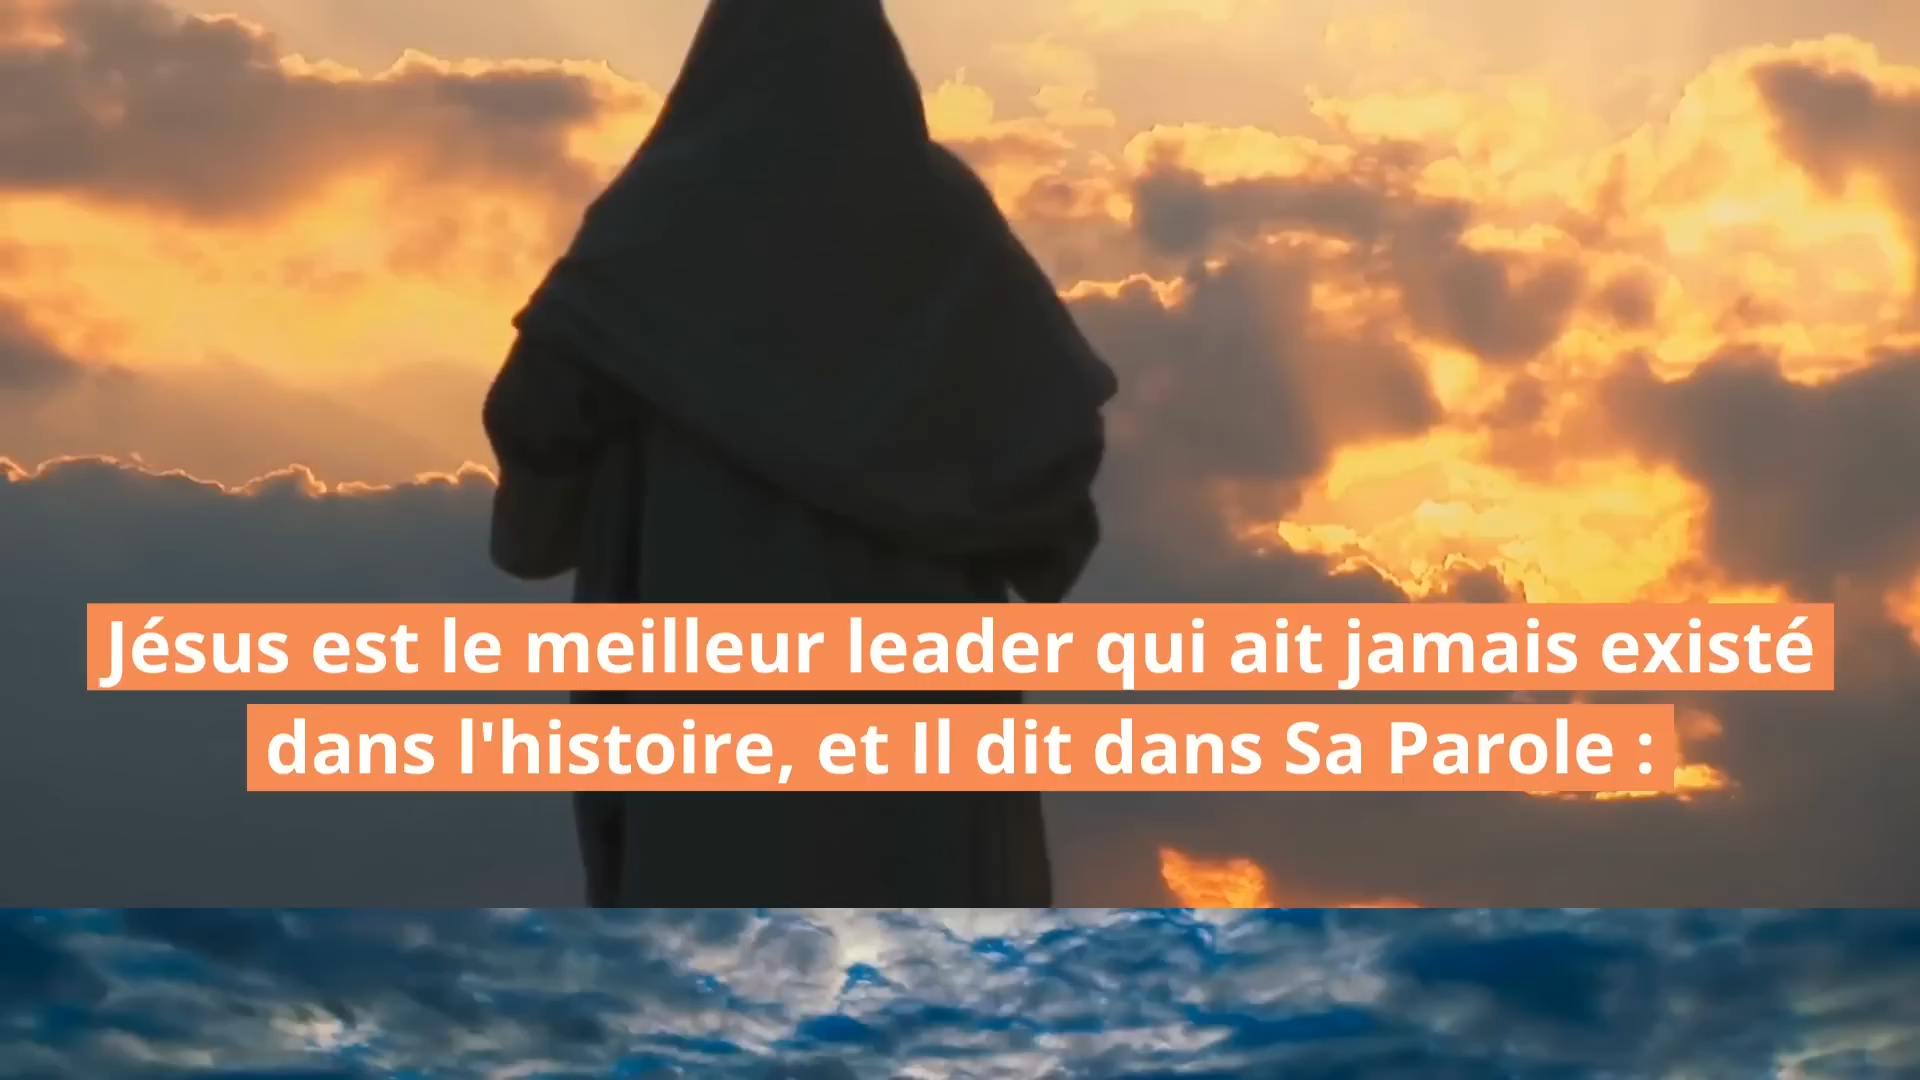 Jésus est le meilleur leader qui ait jamais existé
dans l'histoire, et Il dit dans Sa Parole :